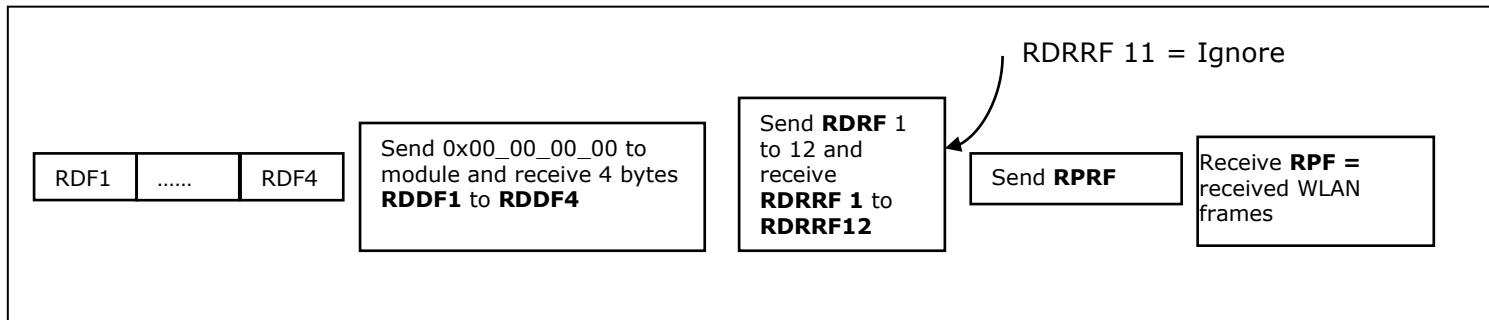 RDRRF 11 = Ignore
RDF1
......
RDF4
Send 0x00_00_00_00 to
module and receive 4 bytes
RDDF1 to RDDF4
Send RDRF 1
to 12 and
receive
RDRRF 1 to
RDRRF12
Send RPRF
Receive RPF =
received WLAN
frames